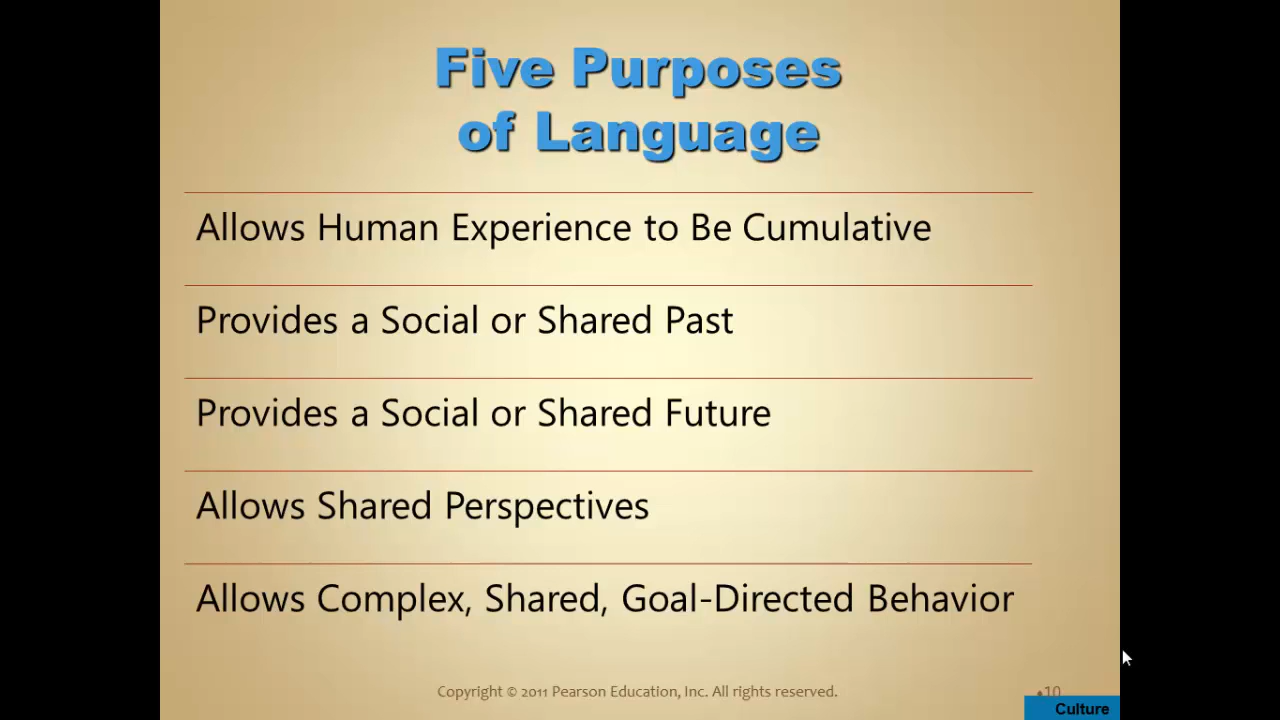 Five Purposes
of Language
Allows Human Experience to Be Cumulative
Provides a Social or Shared Past
Provides a Social or Shared Future
Allows Shared Perspectives
Allows Complex, Shared, Goal-Directed Behavior
Copyright © 2011 Pearson Education, Inc. All rights reserved.
•10
Culture